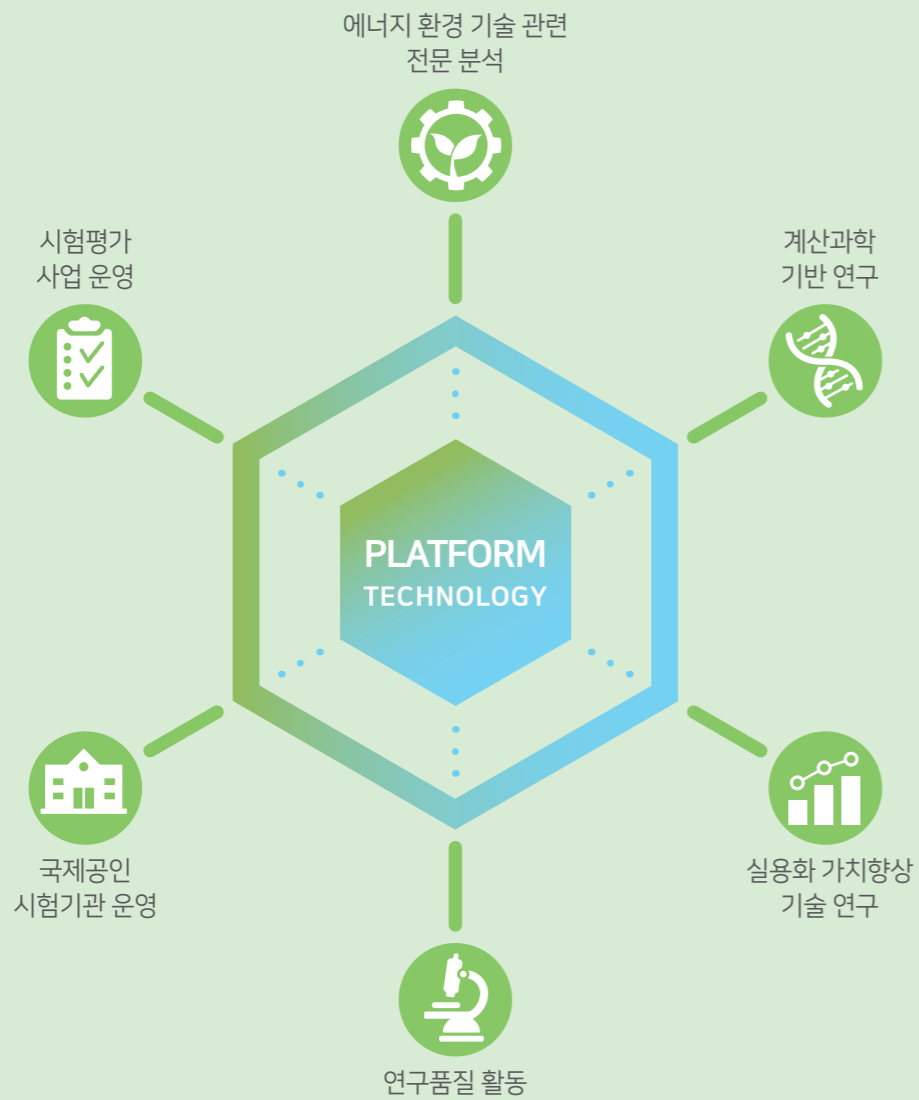 에너지 환경 기술 관련
전문 분석
시험평가
사업 운영
계산과학
기반 연구
PLATFORM
TECHNOLOGY
국제공인
시험기관 운영
실용화 가치향상
기술 연구
연구품질 활동